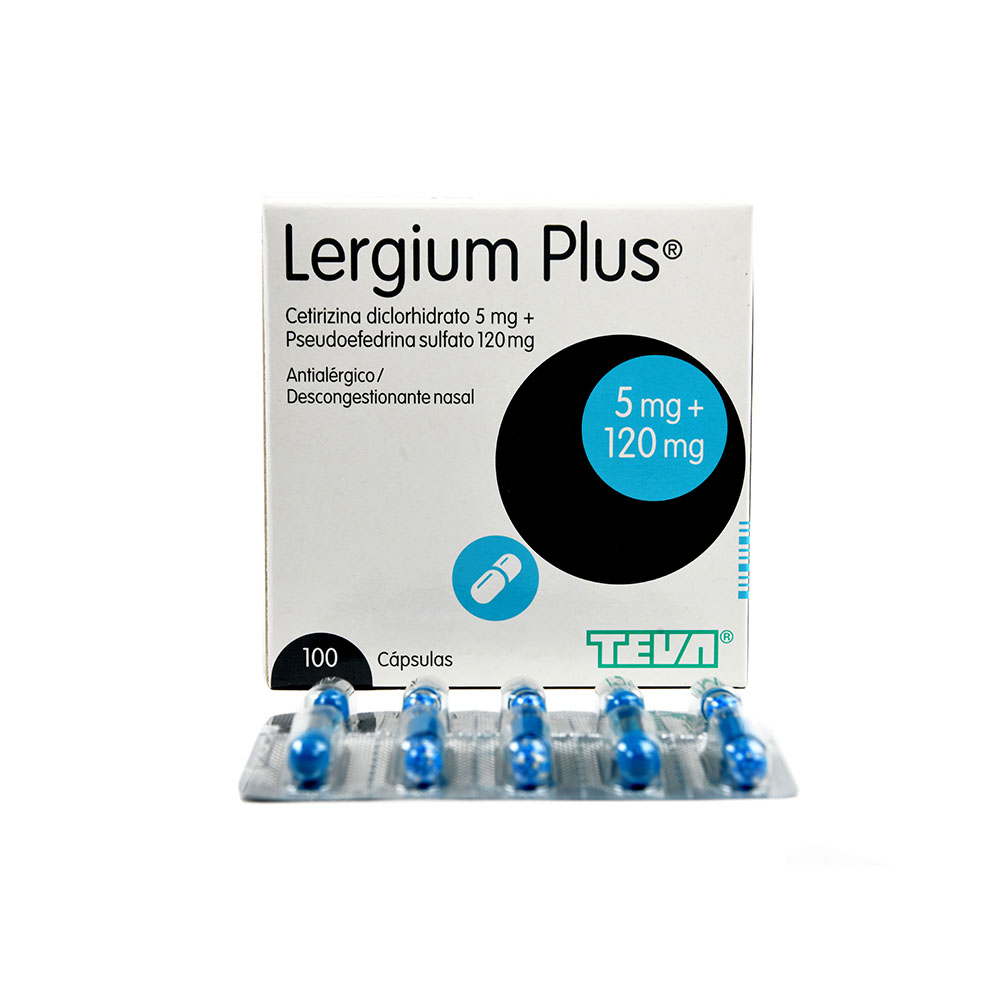 Lergium Plus®
Cetirizina diclorhidrato 5 mg +
Pseudoefedrina sulfato 120 mg
Antialérgico/
Descongestionante nasal
5 mg +
120 mg
TEVA®
100 Cápsulas